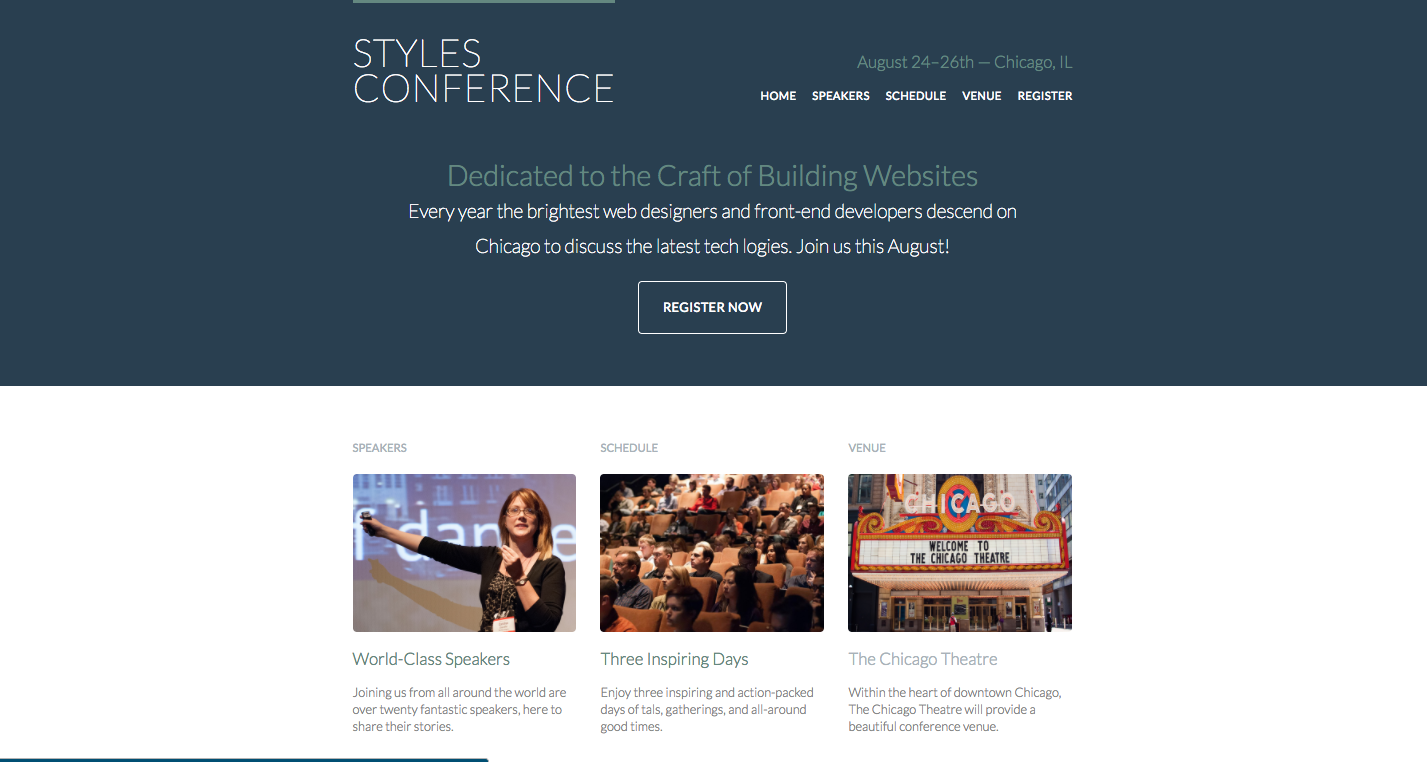 STYLES
CONFERENCE
August 24–26th — Chicago, IL
HOME SPEAKERS SCHEDULE VENUE REGISTER
Dedicated to the Craft of Building Websites
Every year the brightest web designers and front-end developers descend on
Chicago to discuss the latest tech logies. Join us this August!
REGISTER NOW
SPEAKERS
f dan e
World-Class Speakers
Joining us from all around the world are
over twenty fantastic speakers, here to
share their stories.
SCHEDULE
Three Inspiring Days
Enjoy three inspiring and action-packed
days of tals, gatherings, and all-around
good times.
VENUE
CHICAGO
WELCOME TO
THE CHICAGO THEATRE
The Chicago Theatre
Within the heart of downtown Chicago,
The Chicago Theatre will provide a
beautiful conference venue.